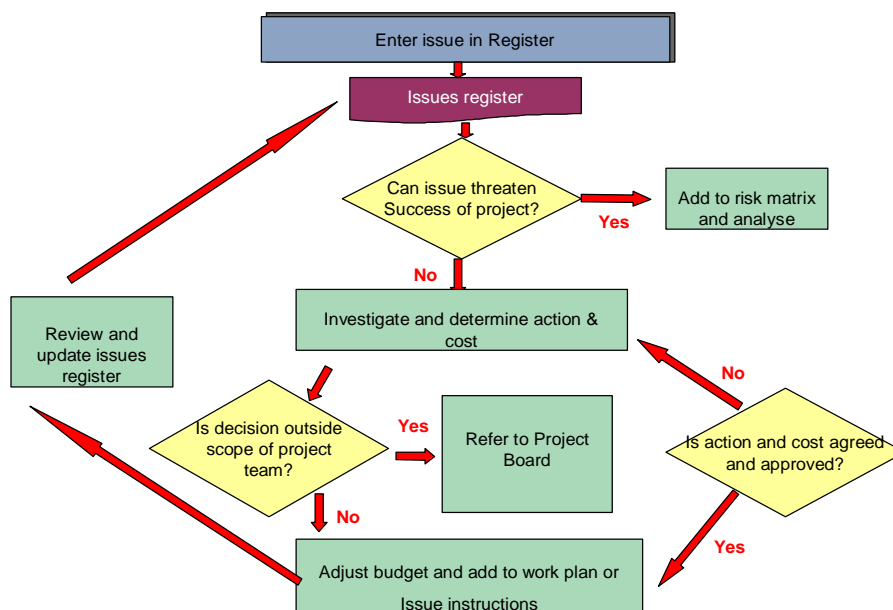 Enter issue in Register
Issues register
Can issue threaten
Success of project?
Yes
Add to risk matrix
and analyse
No
Investigate and determine action &
cost
Review and
update issues
register
No
Is decision outside
scope of project
team?
Yes
Refer to Project
Board
Is action and cost agreed
and approved?
No
Yes
Adjust budget and add to work plan or
Issue instructions